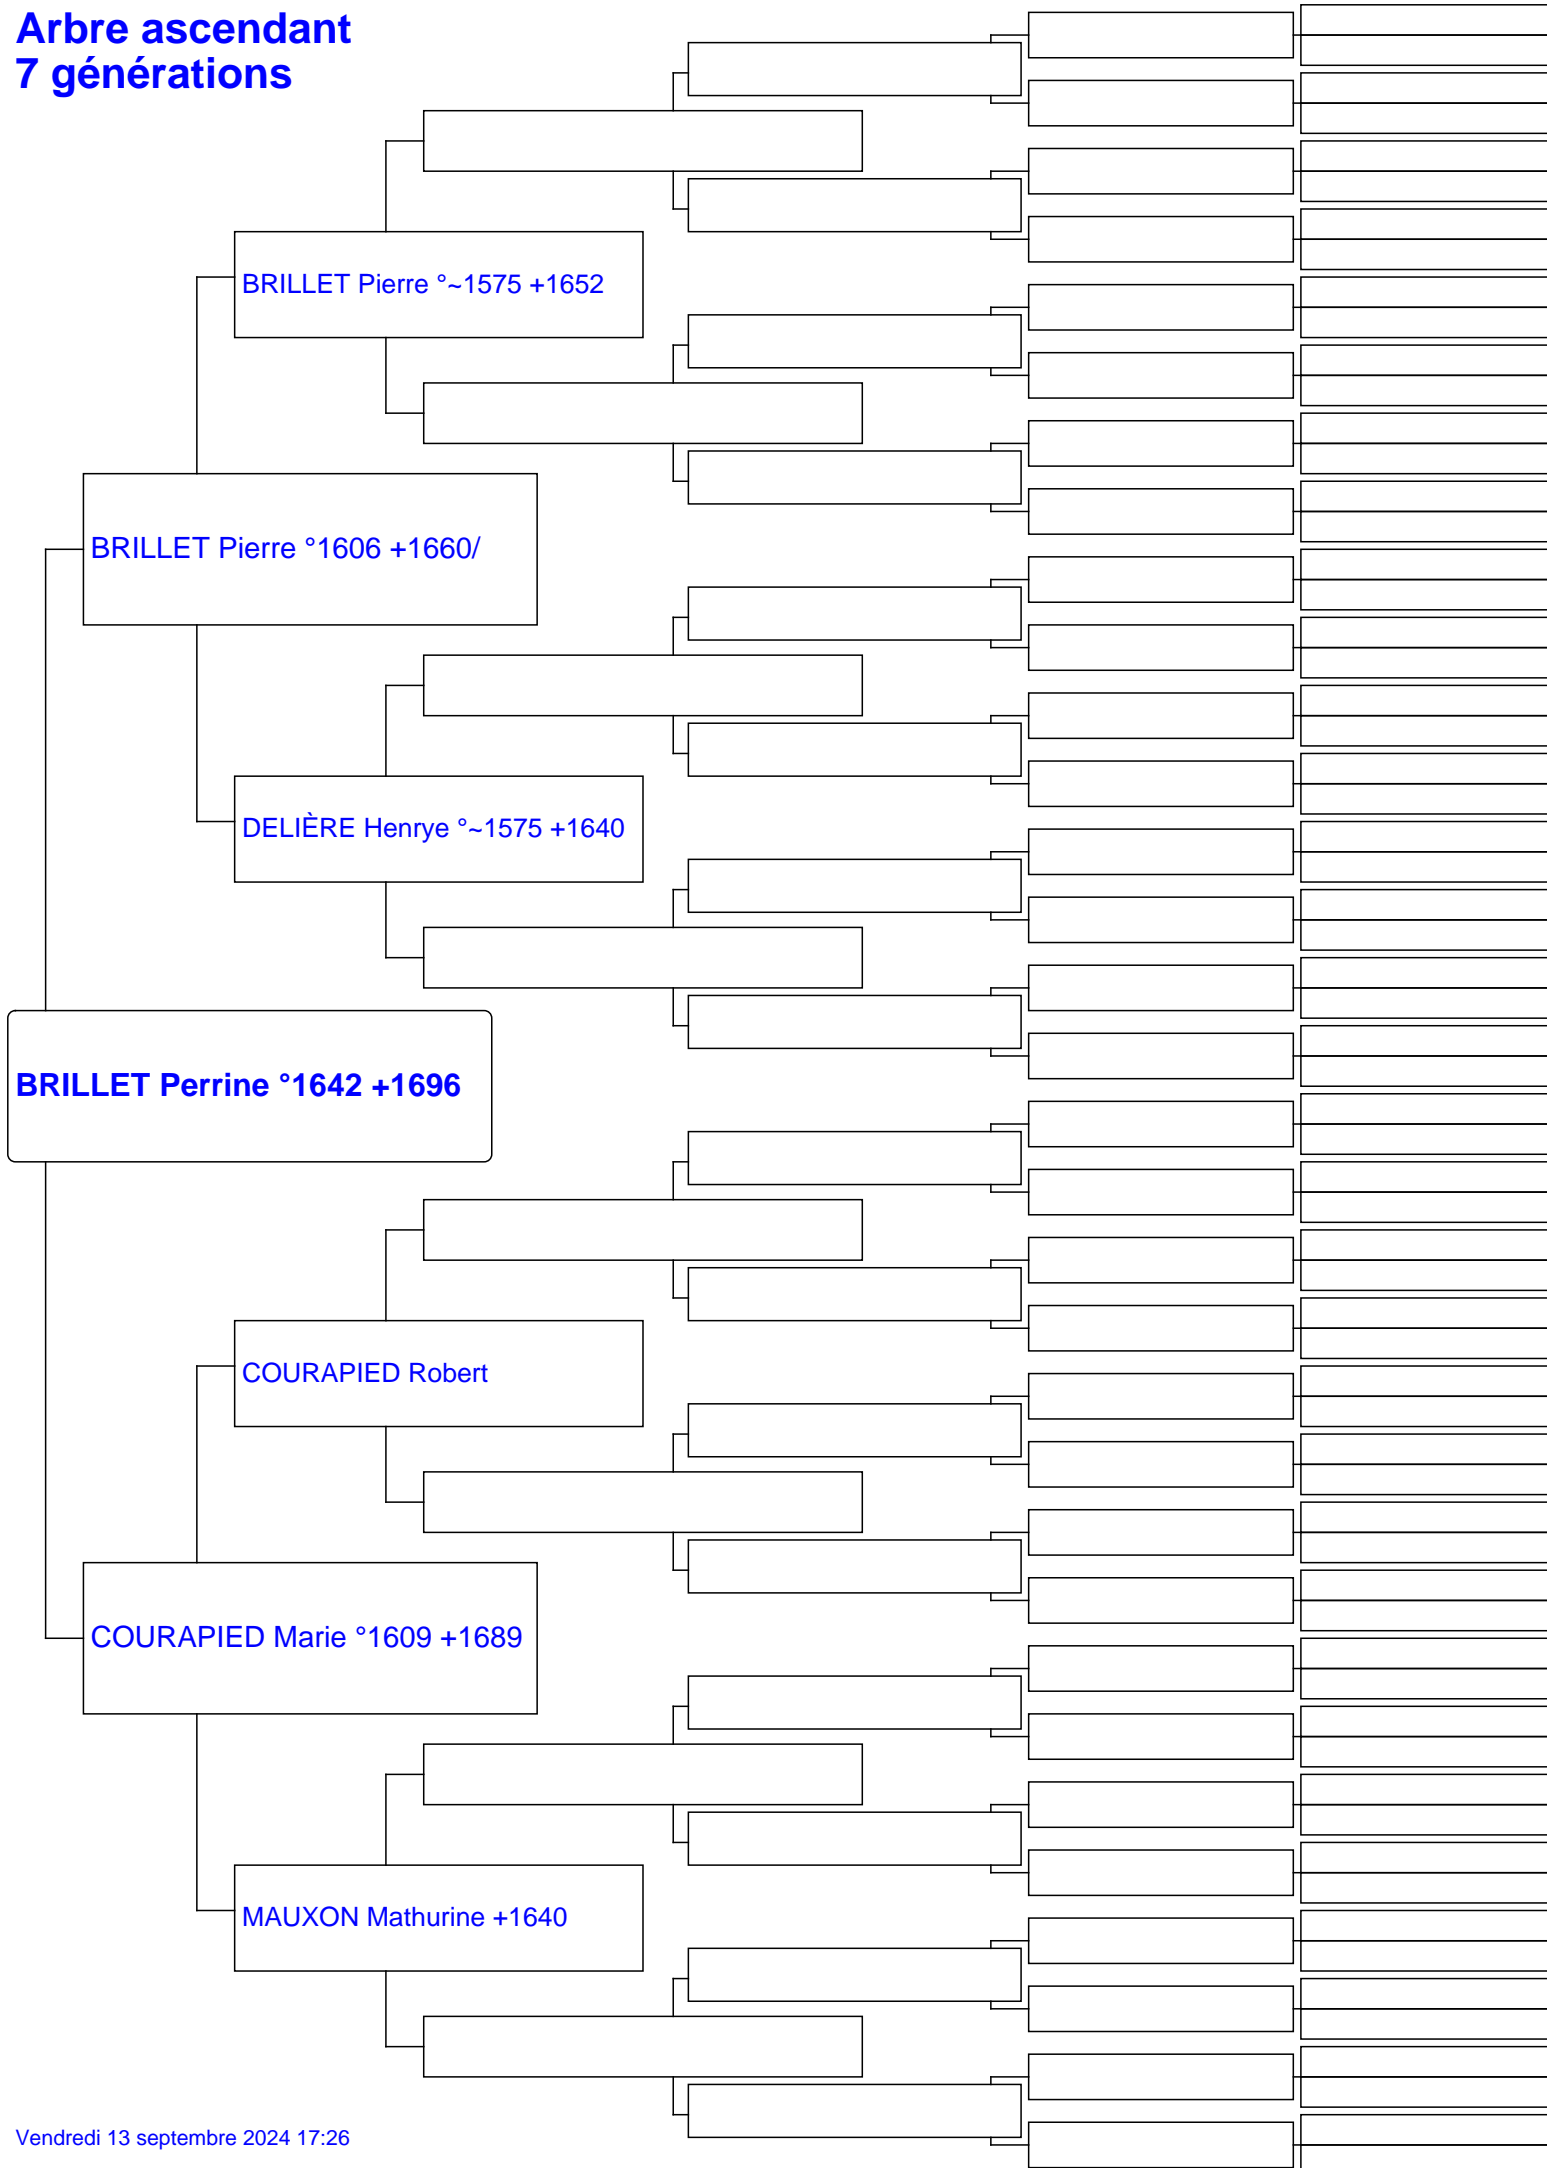 Arbre ascendant
7 générations
BRILLET Pierre °~1575 +1652
BRILLET Pierre °1606 +1660/
DELIÈRE Henrye °~1575 +1640
BRILLET Perrine °1642 +1696
COURAPIED Robert
COURAPIED Marie °1609 +1689
MAUXON Mathurine +1640
Vendredi 13 septembre 2024 17:26